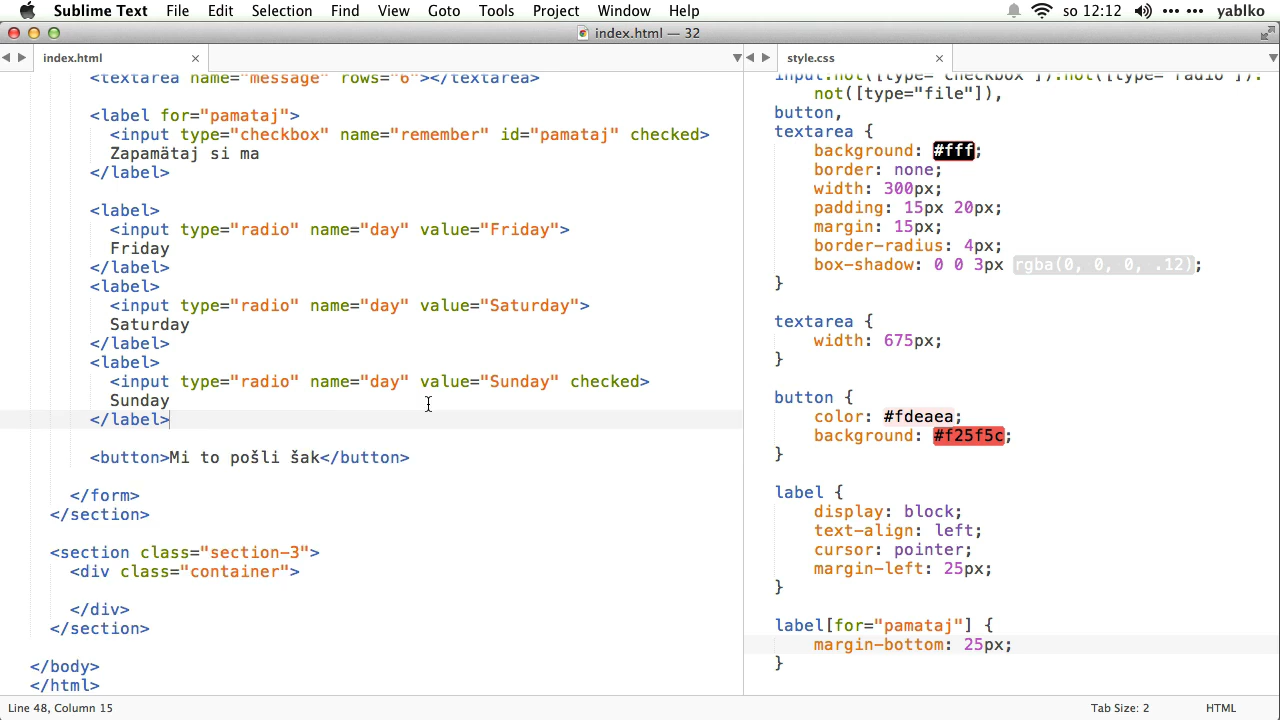 Sublime Text File Edit Selection Find View Goto Tools Project Window Help so 12:12 yablko
index.html — 32
index.html
style.css
<textarea name="message" rows="6"></textarea>
<label for="pamataj">
<input type="checkbox" name="remember" id="pamataj" checked>
Zapamätaj si ma
</label>
<label>
<input type="radio" name="day" value="Friday">
Friday
</label>
<label>
<input type="radio" name="day" value="Saturday">
Saturday
</label>
<label>
<input type="radio" name="day" value="Sunday" checked>
Sunday
</label>
<button>Mi to pošli šak</button>
</form>
</section>
<section class="section-3">
<div class="container">
</div>
</section>
</body>
</html>
input:not([type="checkbox"]):not([type="radio"]):
not([type="file"]),
button,
textarea {
background: #fff;
border: none;
width: 300px;
padding: 15px 20px;
margin: 15px;
border-radius: 4px;
box-shadow: 0 0 3px rgba(0, 0, 0, .12);
}
textarea {
width: 675px;
}
button {
color: #fdeaea;
background: #f25f5c;
}
label {
display: block;
text-align: left;
cursor: pointer;
margin-left: 25px;
}
label[for="pamataj"] {
margin-bottom: 25px;
}
Line 48, Column 15
Tab Size: 2
HTML